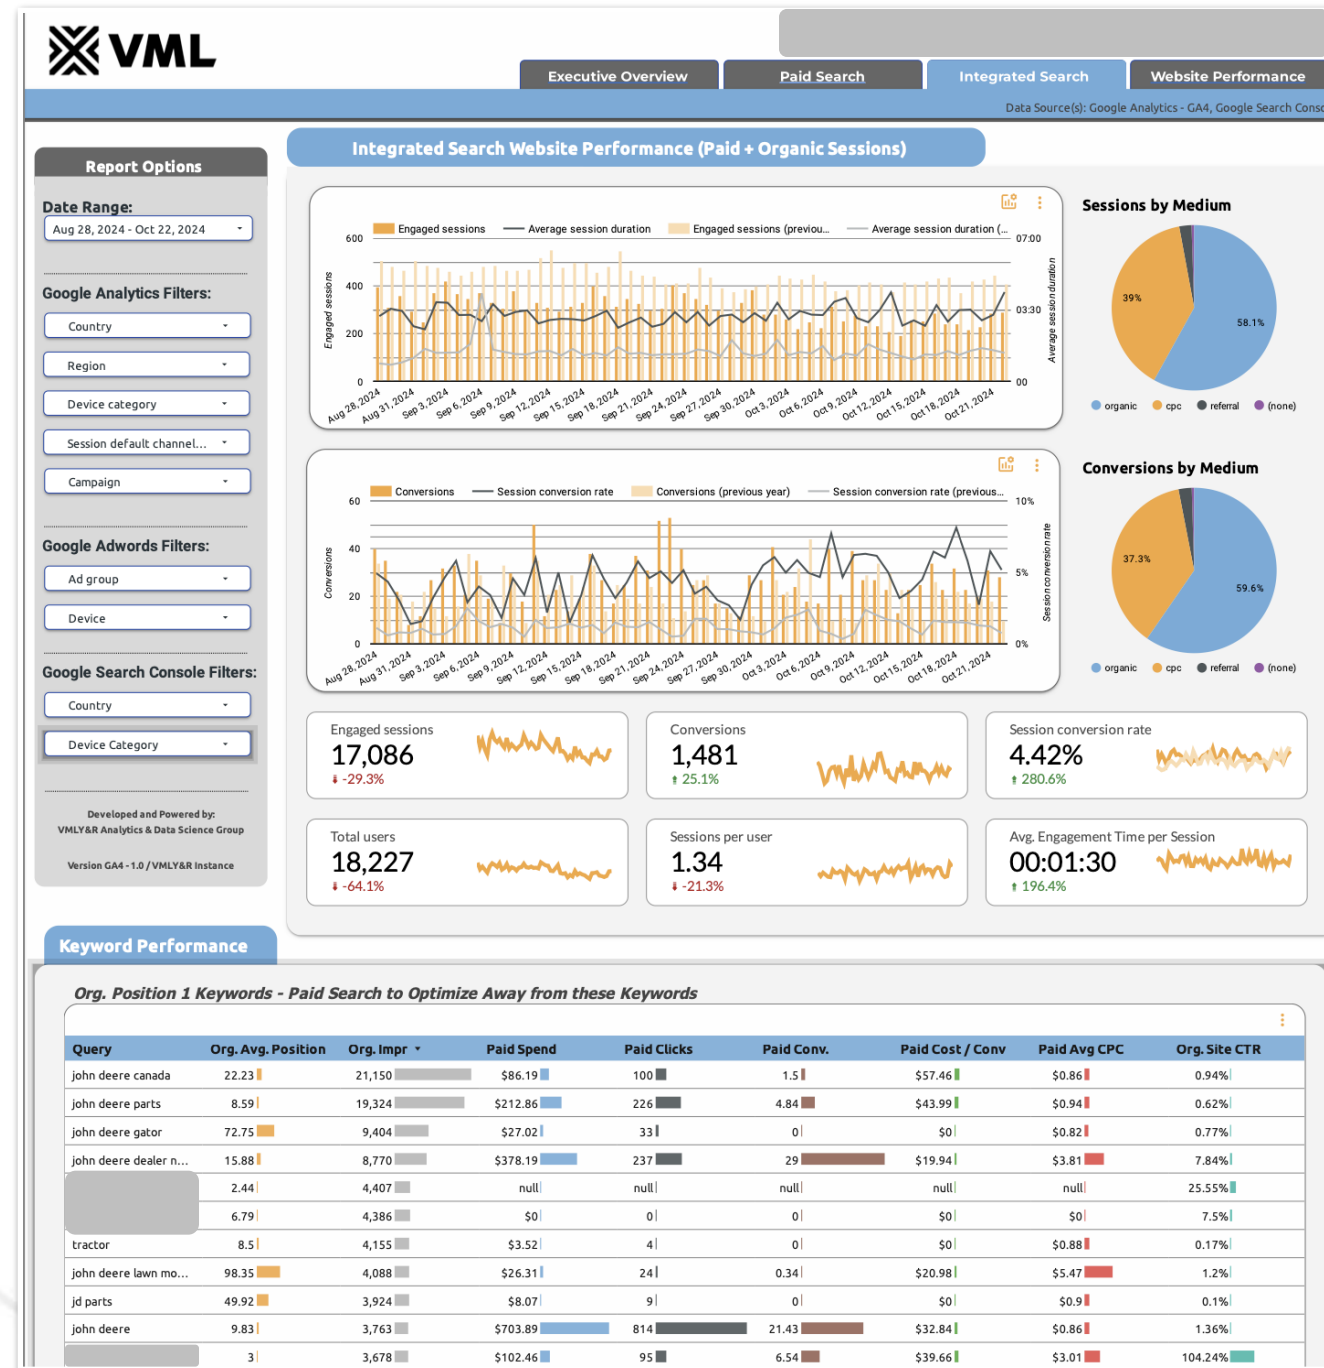 VML
Executive Overview
Paid Search
Integrated Search
Website Performance
Data Source(s): Google Analytics - GA4, Google Search Conso
Report Options
Date Range:
Aug 28, 2024 - Oct 22, 2024
Google Analytics Filters:
Country
Region
Device category
Session default channel...
Campaign
Google Adwords Filters:
Ad group
Device
Google Search Console Filters:
Country
Device Category
Developed and Powered by:
VMLY&R Analytics & Data Science Group
Version GA4 - 1.0 / VMLY&R Instance
Integrated Search Website Performance (Paid + Organic Sessions)
Engaged sessions Average session duration Engaged sessions (previou... Average session duration (...
600 400 200 0
Engaged sessions
07:00 03:30 00
Average session duration
Aug 28, 2024 Aug 31, 2024 Sep 3, 2024 Sep 6, 2024 Sep 9, 2024 Sep 12, 2024 Sep 15, 2024 Sep 18, 2024 Sep 21, 2024 Sep 24, 2024 Sep 27, 2024 Sep 30, 2024 Oct 3, 2024 Oct 6, 2024 Oct 9, 2024 Oct 12, 2024 Oct 15, 2024 Oct 18, 2024 Oct 21, 2024
Sessions by Medium
39%
58.1%
organic cpc referral (none)
Conversions Session conversion rate Conversions (previous year) Session conversion rate (previous...
60 40 20 0
Conversions
10% 5% 0%
Session conversion rate
Aug 28, 2024 Aug 31, 2024 Sep 3, 2024 Sep 6, 2024 Sep 9, 2024 Sep 12, 2024 Sep 15, 2024 Sep 18, 2024 Sep 21, 2024 Sep 24, 2024 Sep 27, 2024 Sep 30, 2024 Oct 3, 2024 Oct 6, 2024 Oct 9, 2024 Oct 12, 2024 Oct 15, 2024 Oct 18, 2024 Oct 21, 2024
Conversions by Medium
37.3%
59.6%
organic cpc referral (none)
Engaged sessions
17,086
-29.3%
Conversions
1,481
25.1%
Session conversion rate
4.42%
280.6%
Total users
18,227
-64.1%
Sessions per user
1.34
-21.3%
Avg. Engagement Time per Session
00:01:30
196.4%
Keyword Performance
Org. Position 1 Keywords - Paid Search to Optimize Away from these Keywords
Query Org. Avg. Position Org. Impr Paid Spend Paid Clicks Paid Conv. Paid Cost / Conv Paid Avg CPC Org. Site CTR
john deere canada 22.23 21,150 $86.19 100 1.5 $57.46 $0.86 0.94%
john deere parts 8.59 19,324 $212.86 226 4.84 $43.99 $0.94 0.62%
john deere gator 72.75 9,404 $27.02 33 0 $0 $0.82 0.77%
john deere dealer n... 15.88 8,770 $378.19 237 29 $19.94 $3.81 7.84%
2.44 4,407 null null null null null 25.55%
6.79 4,386 $0 0 0 $0 $0 7.5%
tractor 8.5 4,155 $3.52 4 0 $0 $0.88 0.17%
john deere lawn mo... 98.35 4,088 $26.31 24 0.34 $20.98 $5.47 1.2%
jd parts 49.92 3,924 $8.07 9 0 $0 $0.9 0.1%
john deere 9.83 3,763 $703.89 814 21.43 $32.84 $0.86 1.36%
3 3,678 $102.46 95 6.54 $39.66 $3.01 104.24%